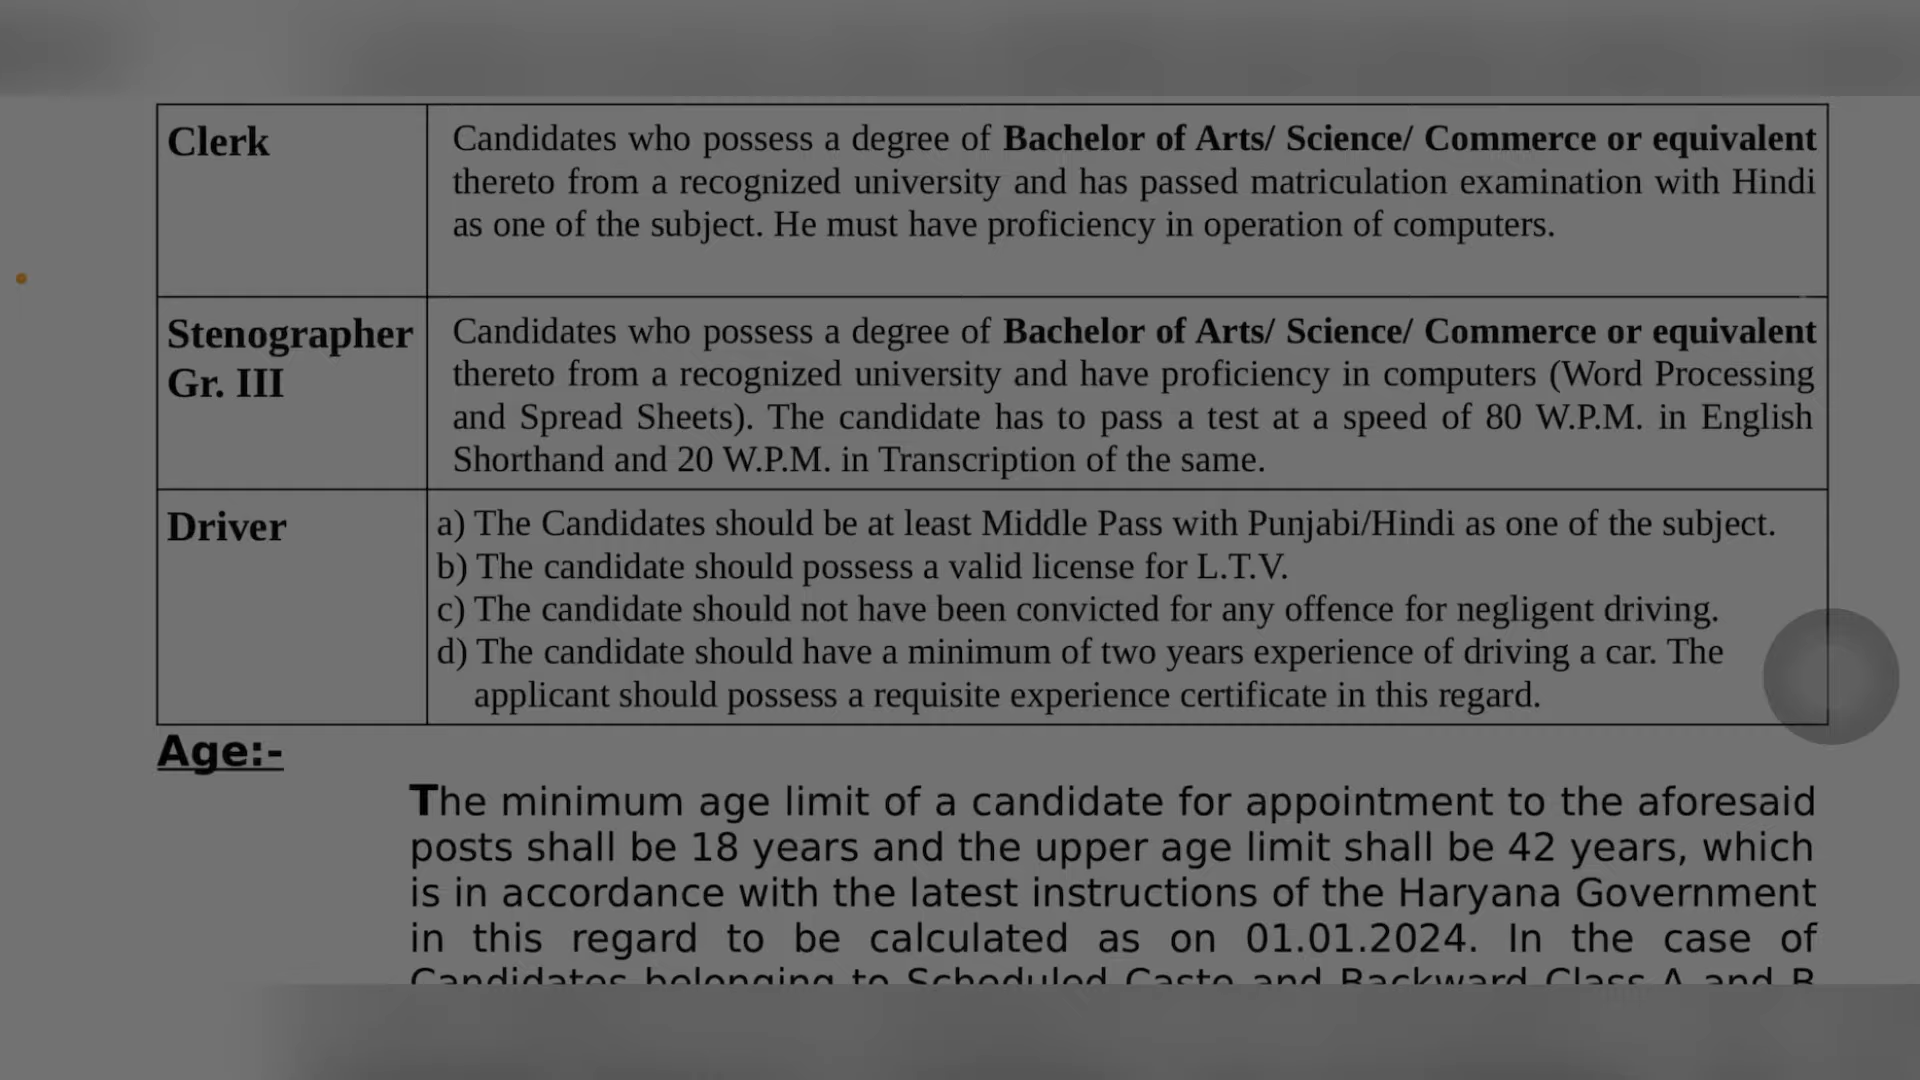 Clerk
Candidates who possess a degree of Bachelor of Arts/ Science/ Commerce or equivalent
thereto from a recognized university and has passed matriculation examination with Hindi
as one of the subject. He must have proficiency in operation of computers.
Stenographer
Gr. III
Candidates who possess a degree of Bachelor of Arts/ Science/ Commerce or equivalent
thereto from a recognized university and have proficiency in computers (Word Processing
and Spread Sheets). The candidate has to pass a test at a speed of 80 W.P.M. in English
Shorthand and 20 W.P.M. in Transcription of the same.
Driver
a) The Candidates should be at least Middle Pass with Punjabi/Hindi as one of the subject.
b) The candidate should possess a valid license for L.T.V.
c) The candidate should not have been convicted for any offence for negligent driving.
d) The candidate should have a minimum of two years experience of driving a car. The
applicant should possess a requisite experience certificate in this regard.
Age:-
The minimum age limit of a candidate for appointment to the aforesaid
posts shall be 18 years and the upper age limit shall be 42 years, which
is in accordance with the latest instructions of the Haryana Government
in this regard to be calculated as on 01.01.2024. In the case of
Candidates belonging to Scheduled Caste and Backward Class A and B